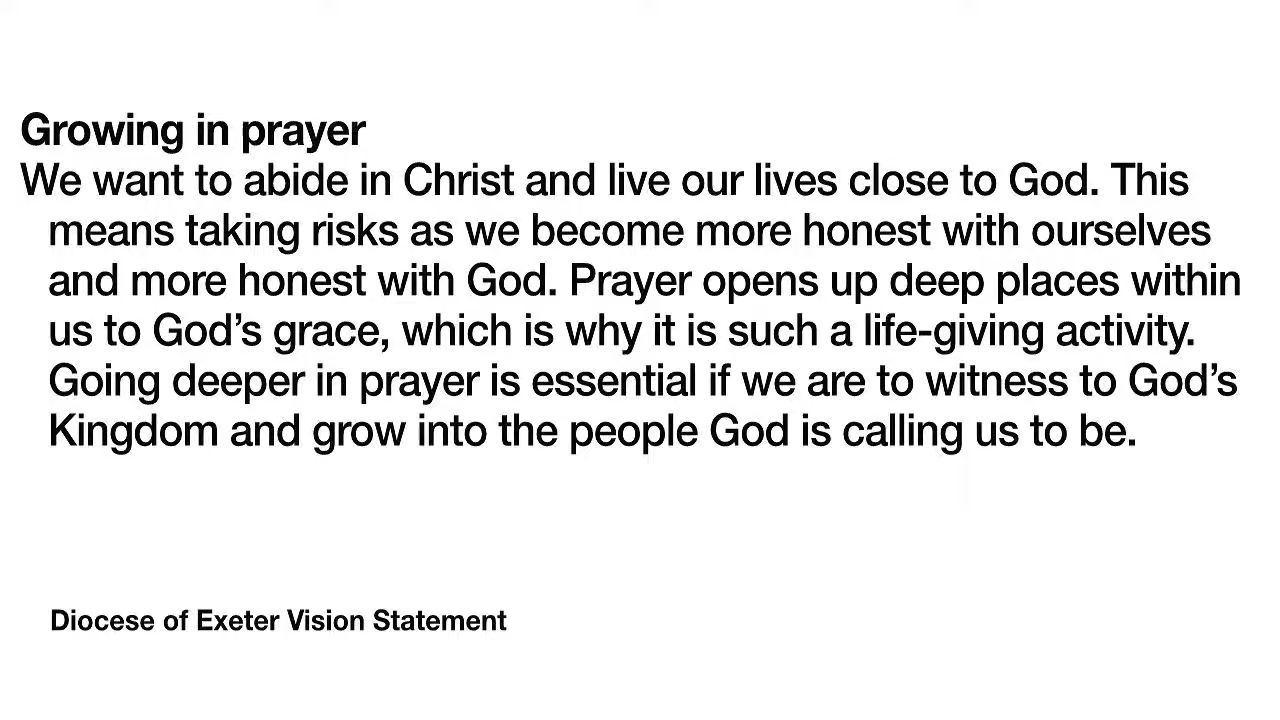 Growing in prayer
We want to abide in Christ and live our lives close to God. This
means taking risks as we become more honest with ourselves
and more honest with God. Prayer opens up deep places within
us to God’s grace, which is why it is such a life-giving activity.
Going deeper in prayer is essential if we are to witness to God’s
Kingdom and grow into the people God is calling us to be.
Diocese of Exeter Vision Statement